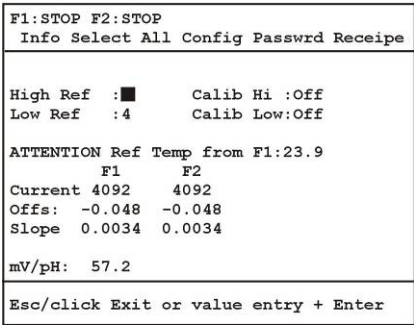 F1:STOP F2:STOP
Info Select All Config Passwrd Receipe
High Ref :■ Calib Hi :Off
Low Ref :4 Calib Low:Off
ATTENTION Ref Temp from F1:23.9
F1 F2
Current 4092 4092
Offs: -0.048 -0.048
Slope 0.0034 0.0034
mV/pH: 57.2
Esc/click Exit or value entry + Enter